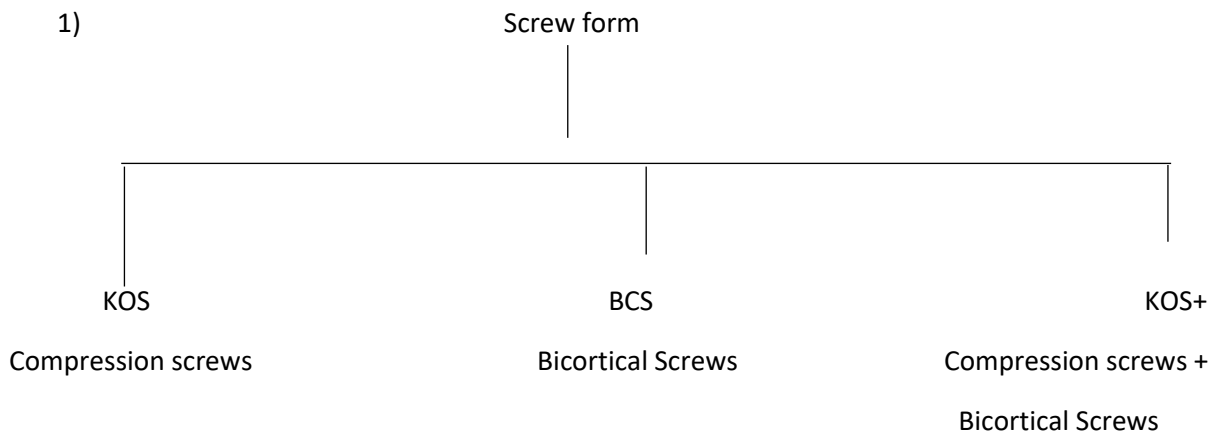 1) Screw form
KOS BCS KOS+
Compression screws Bicortical Screws Compression screws +
Bicortical Screws